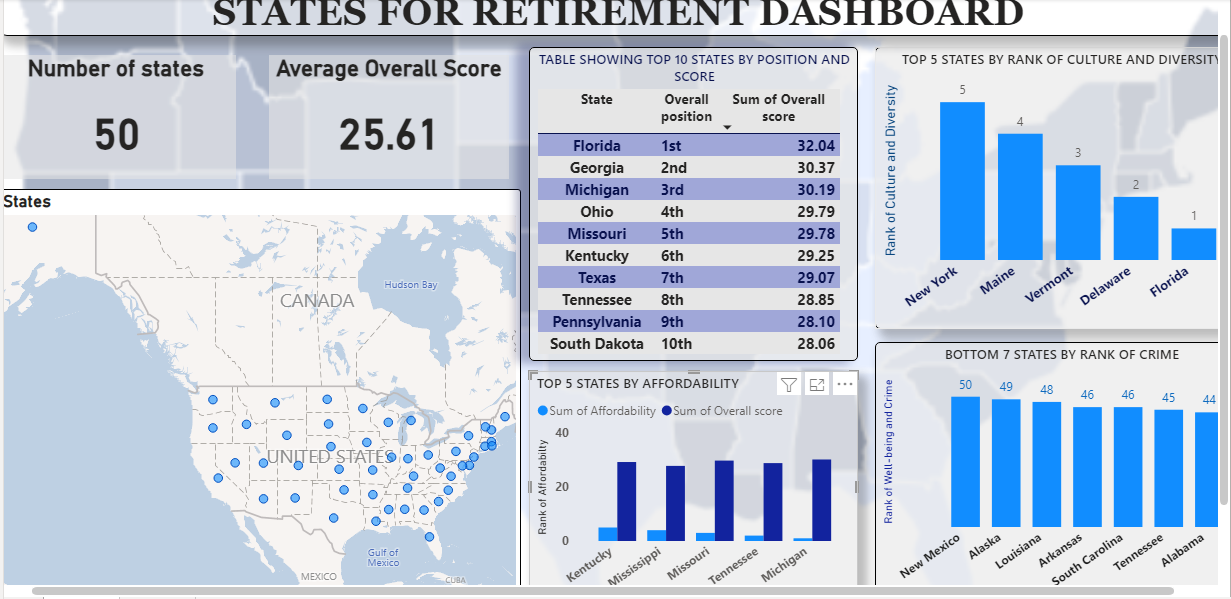 STATES FOR RETIREMENT DASHBOARD
Number of states
50
Average Overall Score
25.61
States
CANADA
Hudson Bay
UNITED STATES
Gulf of
Mexico
MEXICO
CUBA
TABLE SHOWING TOP 10 STATES BY POSITION AND
SCORE
State Overall position Sum of Overall score
Florida 1st 32.04
Georgia 2nd 30.37
Michigan 3rd 30.19
Ohio 4th 29.79
Missouri 5th 29.78
Kentucky 6th 29.25
Texas 7th 29.07
Tennessee 8th 28.85
Pennsylvania 9th 28.10
South Dakota 10th 28.06
TOP 5 STATES BY AFFORDABILITY
Sum of Affordability Sum of Overall score
Rank of Affordability
40
20
0
Kentucky
Mississippi
Missouri
Tennessee
Michigan
TOP 5 STATES BY RANK OF CULTURE AND DIVERSITY
Rank of Culture and Diversity
5
4
3
2
1
New York
Maine
Vermont
Delaware
Florida
BOTTOM 7 STATES BY RANK OF CRIME
Rank of Well-being and Crime
50
49
48
46
46
45
44
New Mexico
Alaska
Louisiana
Arkansas
South Carolina
Tennessee
Alabama